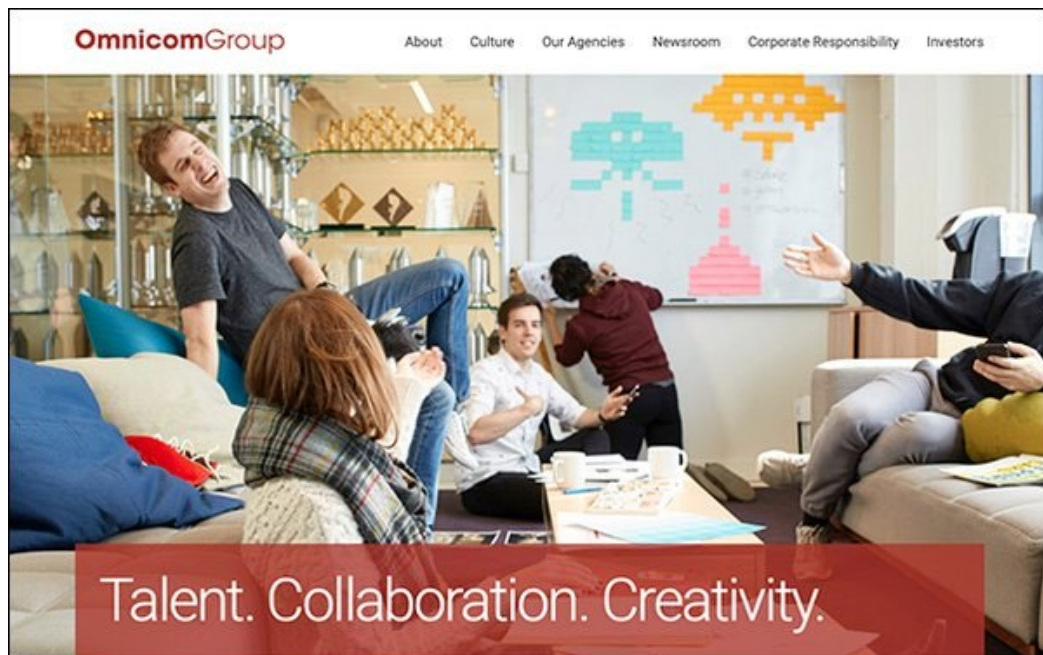 OmnicomGroup
About Culture Our Agencies Newsroom Corporate Responsibility Investors
Talent. Collaboration. Creativity.